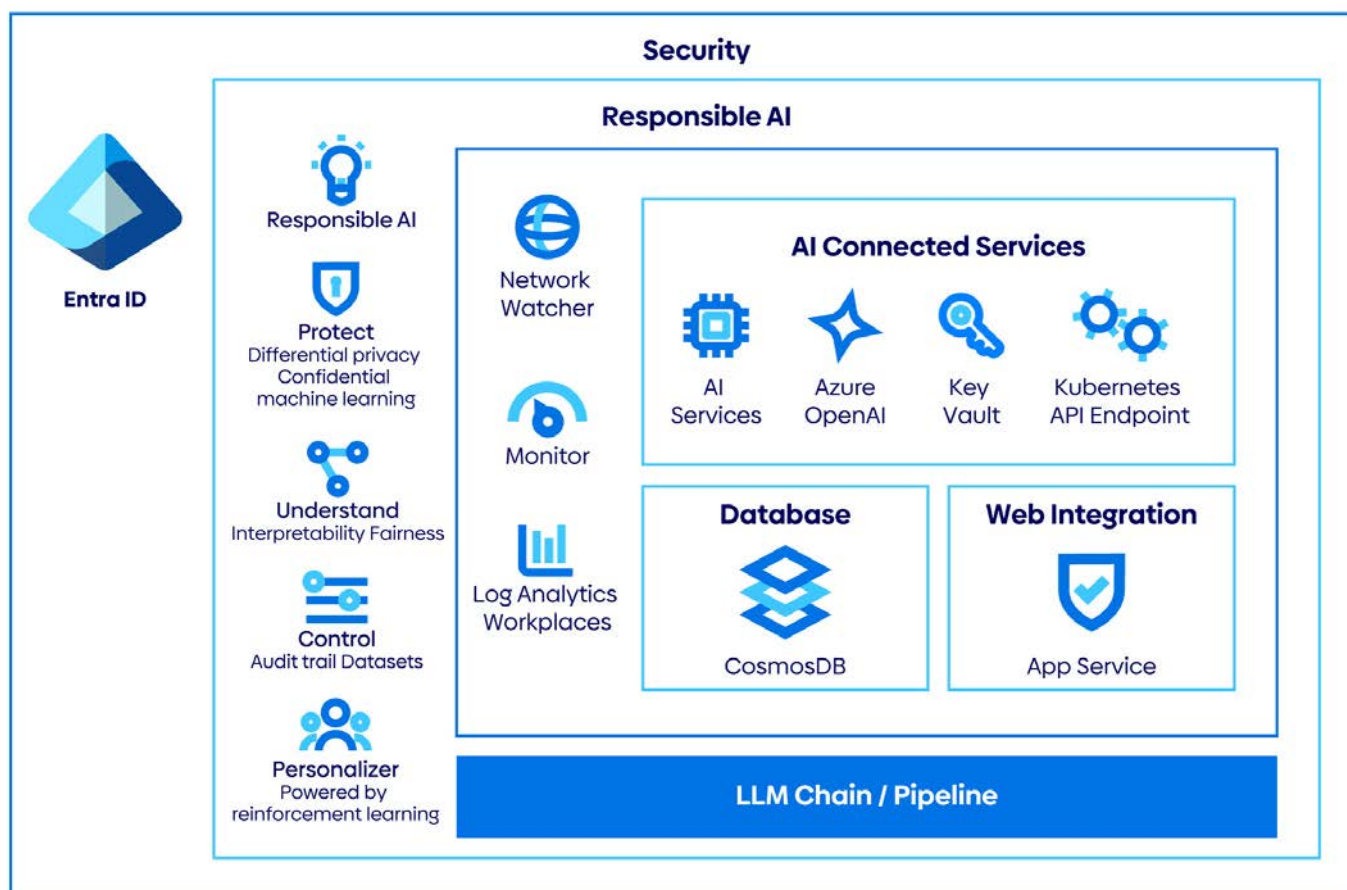 Security
Entra ID
Responsible AI
Responsible AI
Protect
Differential privacy
Confidential
machine learning
Understand
Interpretability Fairness
Control
Audit trail Datasets
Personalizer
Powered by
reinforcement learning
Network
Watcher
Monitor
Log Analytics
Workplaces
AI Connected Services
AI
Services
Azure
OpenAI
Key
Vault
Kubernetes
API Endpoint
Database
CosmosDB
Web Integration
App Service
LLM Chain / Pipeline